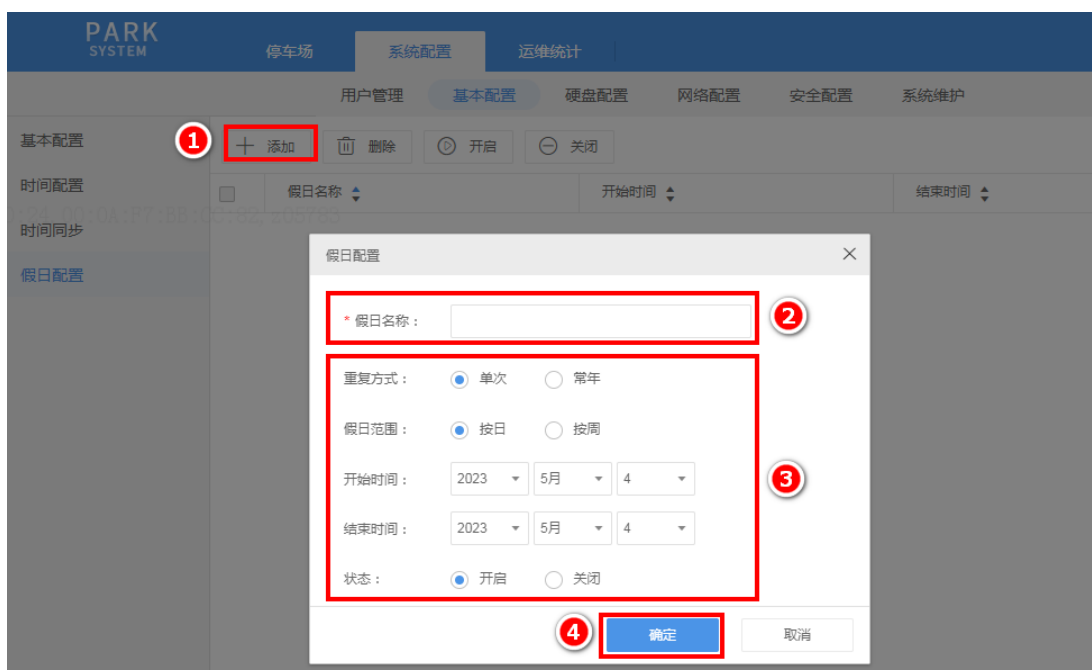 PARK
SYSTEM
停车场 系统配置 运维统计
用户管理 基本配置 硬盘配置 网络配置 安全配置 系统维护
基本配置
1 添加 删除 开启 关闭
时间配置
假日名称 开始时间 结束时间
时间同步
假日配置
假日配置
* 假日名称：
2
重复方式： 单次 常年
假日范围： 按日 按周
开始时间： 2023 5月 4
3
结束时间： 2023 5月 4
状态： 开启 关闭
4 确定 取消